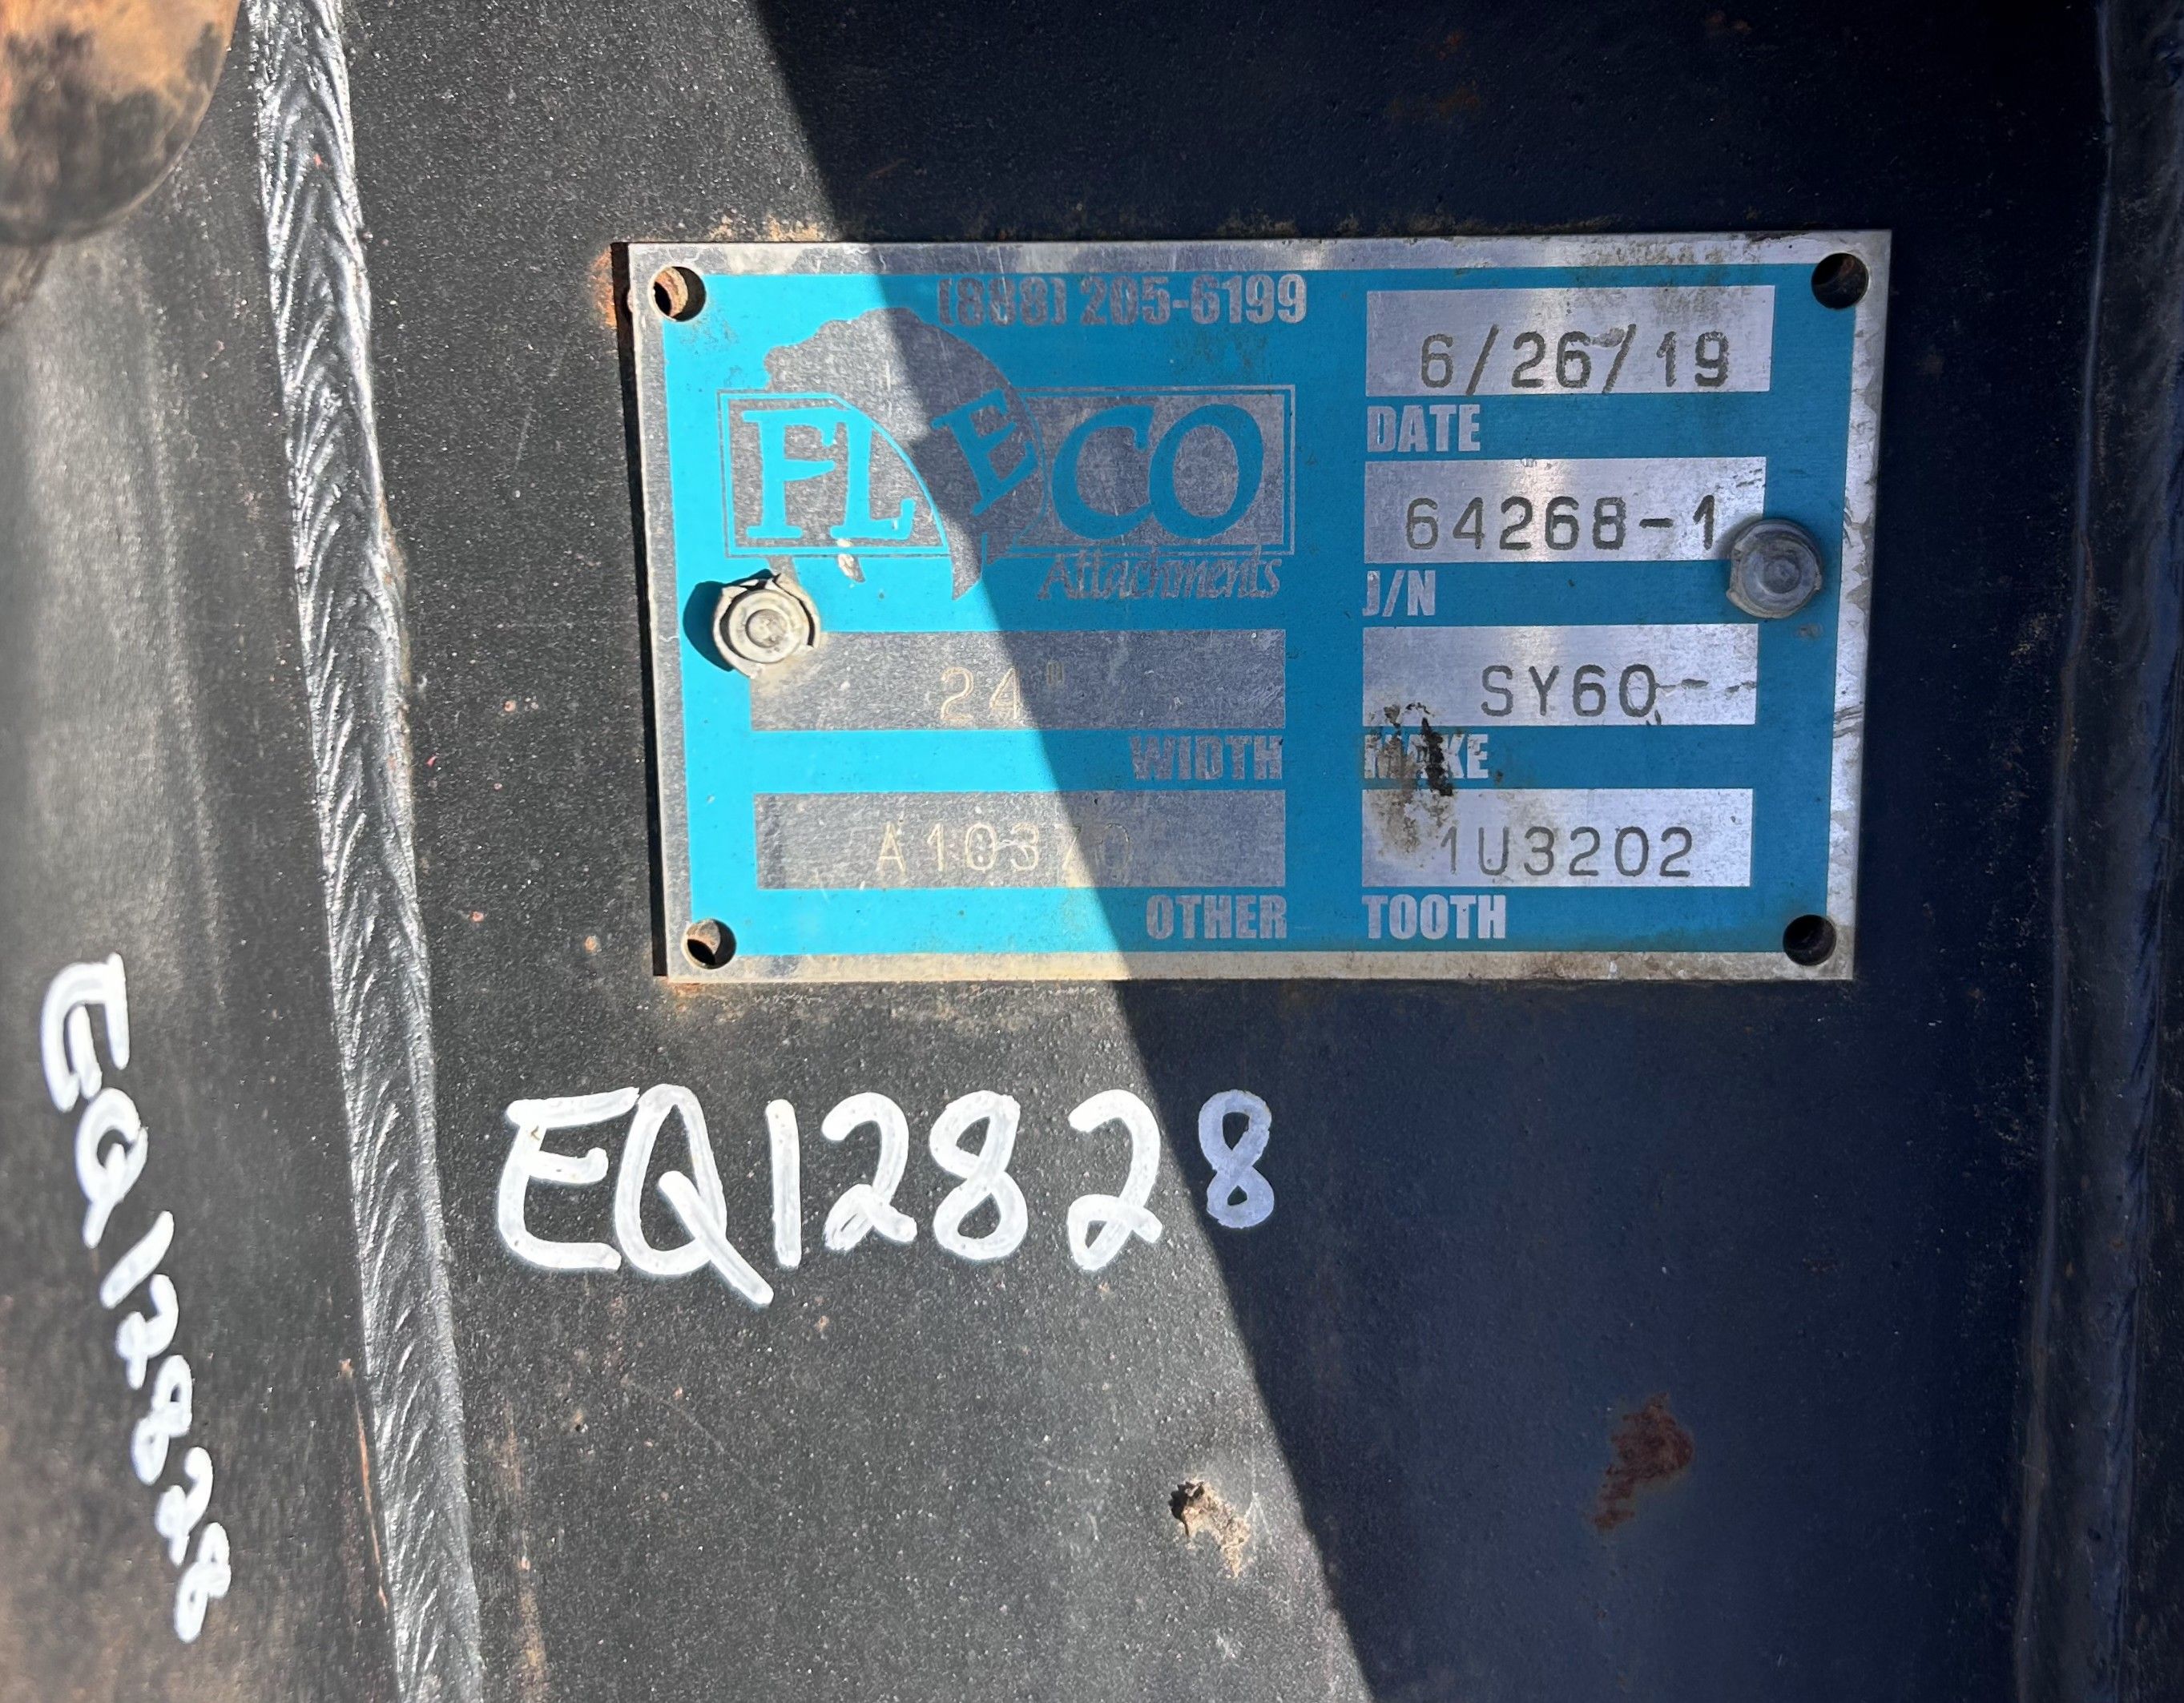 (888) 205-6199
FLECO
Attachments
6/26/19
DATE
64268-1
J/N
24"
WIDTH
SY60
MAKE
A10370
OTHER
1U3202
TOOTH
EQ12828
EQ12828